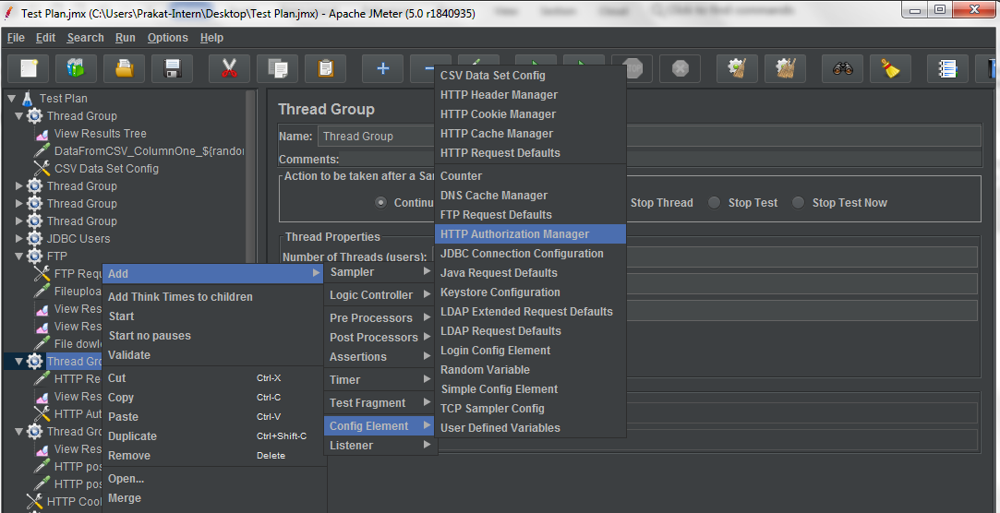 Test Plan.jmx (C:\Users\Prakat-Intern\Desktop\Test Plan.jmx) - Apache JMeter (5.0 r1840935)
File Edit Search Run Options Help
Test Plan
Thread Group
View Results Tree
DataFromCSV_ColumnOne_${randor
CSV Data Set Config
Thread Group
Thread Group
Thread Group
JDBC Users
FTP
FTP Requ
Fileuploa
View Res
View Res
File dowle
Thread Gro
HTTP Re
View Res
HTTP Aut
Thread Gro
View Res
HTTP pos
HTTP pos
HTTP Cool
Thread Group
Name: Thread Group
Comments:
Action to be taken after a Sa
Continu
Stop Thread
Stop Test
Stop Test Now
Thread Properties
Number of Threads (users):
Add
Add Think Times to children
Start
Start no pauses
Validate
Cut Ctrl-X
Copy Ctrl-C
Paste Ctrl-V
Duplicate Ctrl+Shift-C
Remove Delete
Open...
Merge
Sampler
Logic Controller
Pre Processors
Post Processors
Assertions
Timer
Test Fragment
Config Element
Listener
CSV Data Set Config
HTTP Header Manager
HTTP Cookie Manager
HTTP Cache Manager
HTTP Request Defaults
Counter
DNS Cache Manager
FTP Request Defaults
HTTP Authorization Manager
JDBC Connection Configuration
Java Request Defaults
Keystore Configuration
LDAP Extended Request Defaults
LDAP Request Defaults
Login Config Element
Random Variable
Simple Config Element
TCP Sampler Config
User Defined Variables